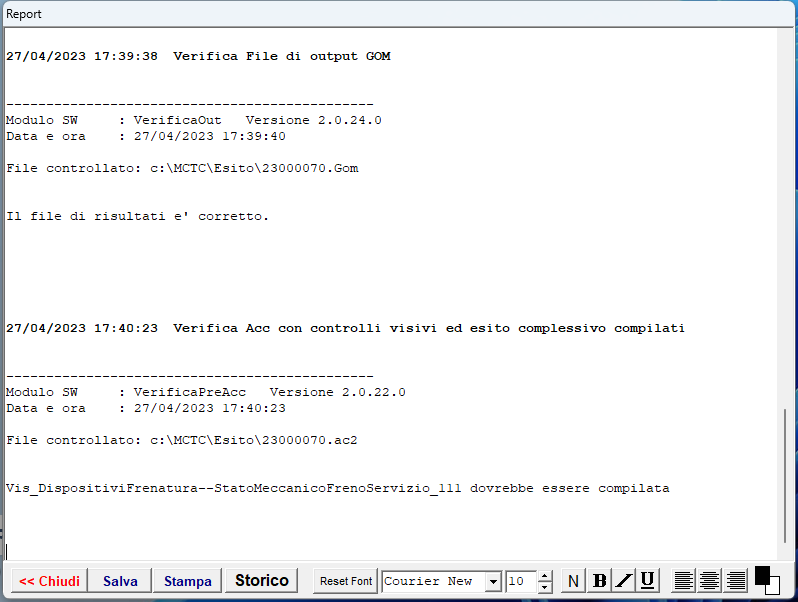 Report
27/04/2023 17:39:38  Verifica File di output GOM
----------------------------------------------
Modulo SW     : VerificaOut   Versione 2.0.24.0
Data e ora    : 27/04/2023 17:39:40
File controllato: c:\MCTC\Esito\23000070.Gom
Il file di risultati e' corretto.
27/04/2023 17:40:23  Verifica Acc con controlli visivi ed esito complessivo compilati
----------------------------------------------
Modulo SW     : VerificaPreAcc   Versione 2.0.22.0
Data e ora    : 27/04/2023 17:40:23
File controllato: c:\MCTC\Esito\23000070.ac2
Vis_DispositiviFrenatura--StatoMeccanicoFrenoServizio_111 dovrebbe essere compilata
<< Chiudi Salva Stampa Storico Reset Font Courier New 10 N B I U